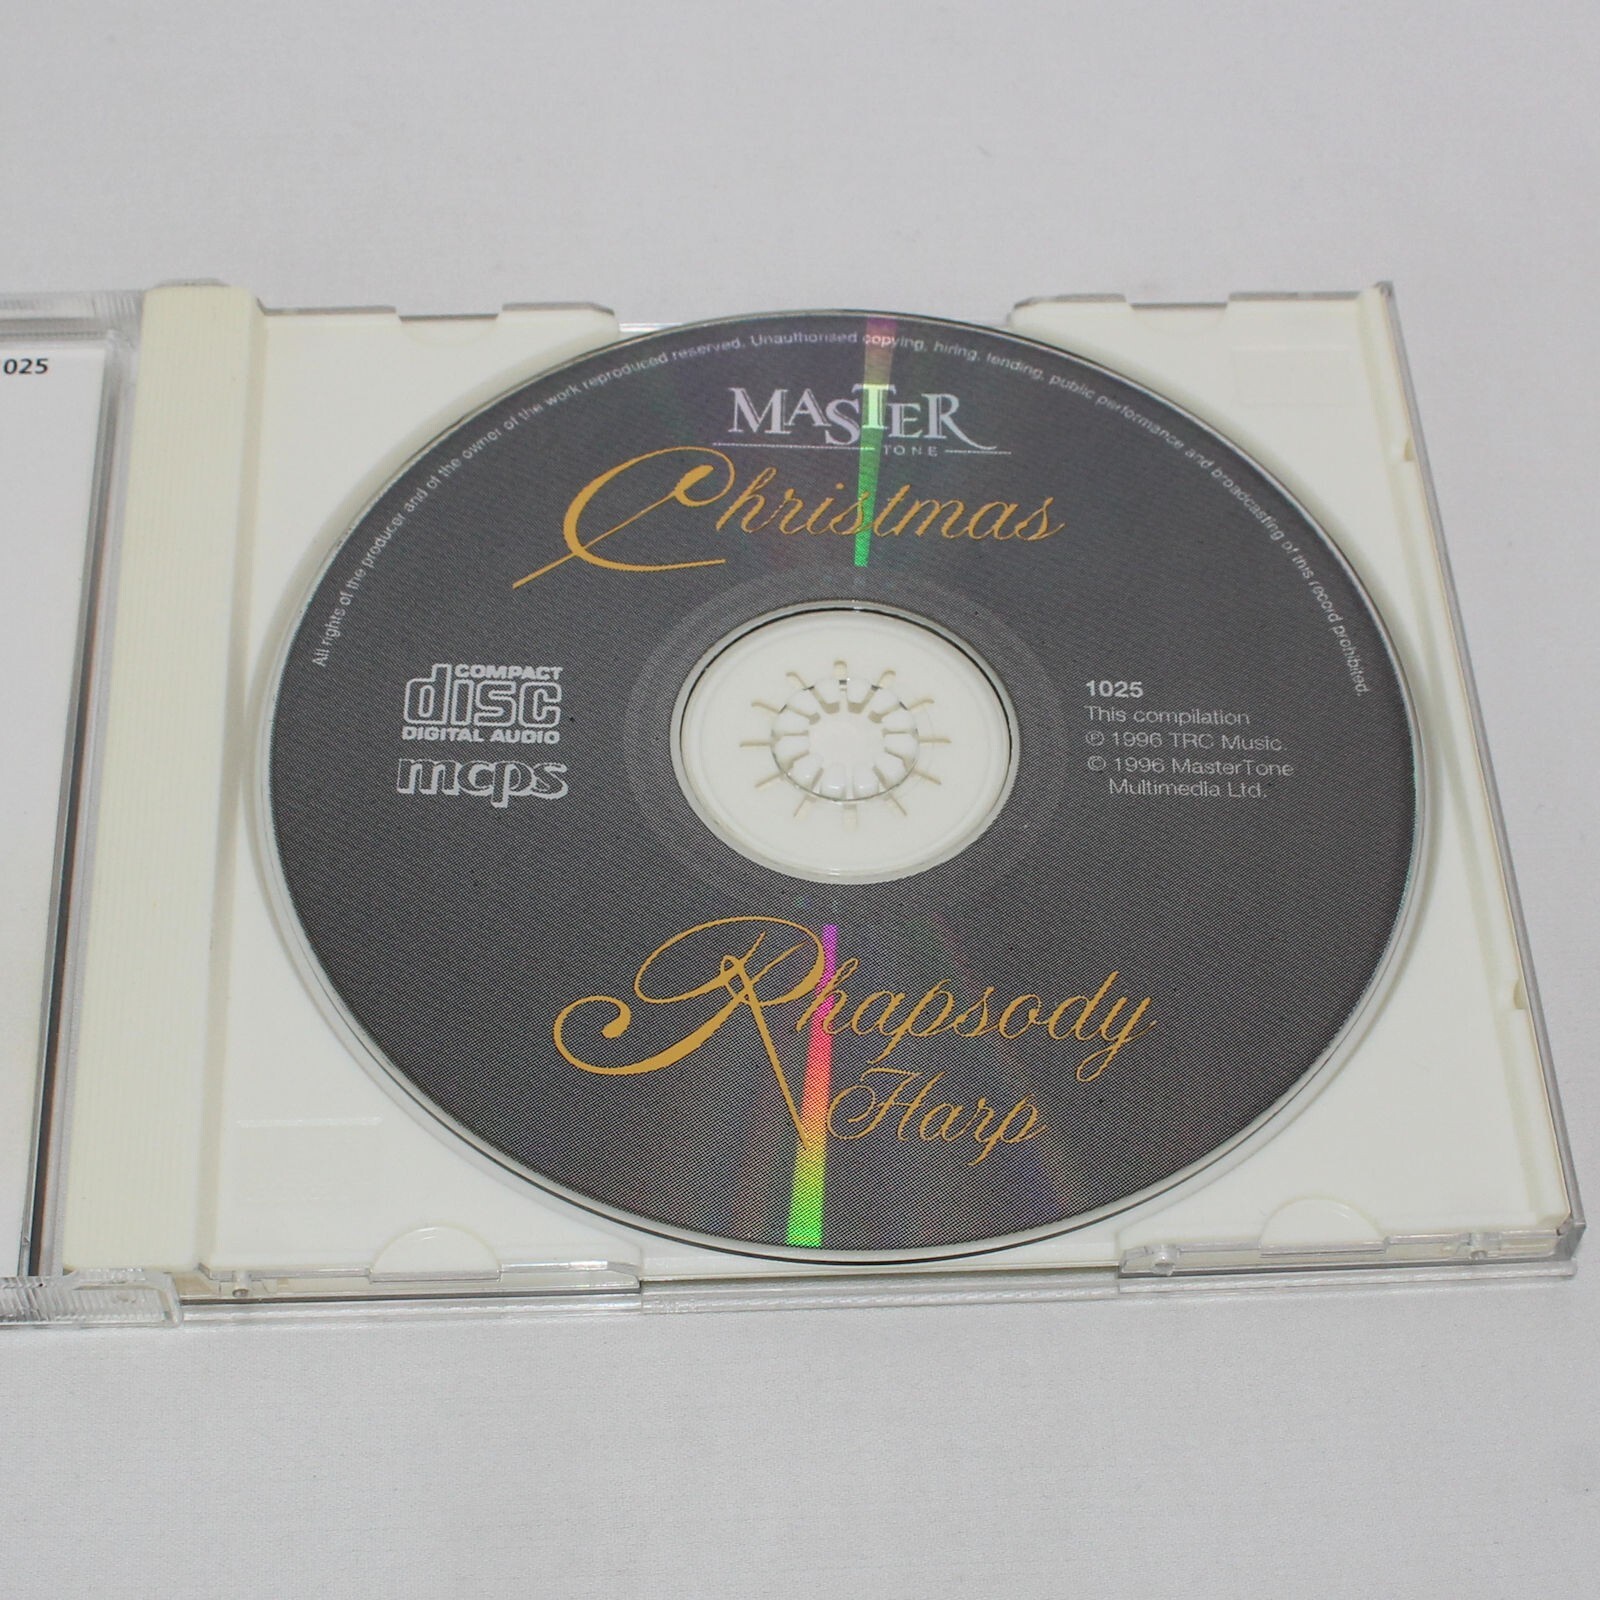 1025
All rights of the producer and of the owner of the work reproduced reserved. Unauthorised copying, hiring, lending, public performance and broadcasting of this record prohibited.
MASTER
TONE
Christmas
COMPACT
disc
DIGITAL AUDIO
mcps
1025
This compilation
℗ 1996 TRC Music.
© 1996 MasterTone
Multimedia Ltd.
Rhapsody
Harp